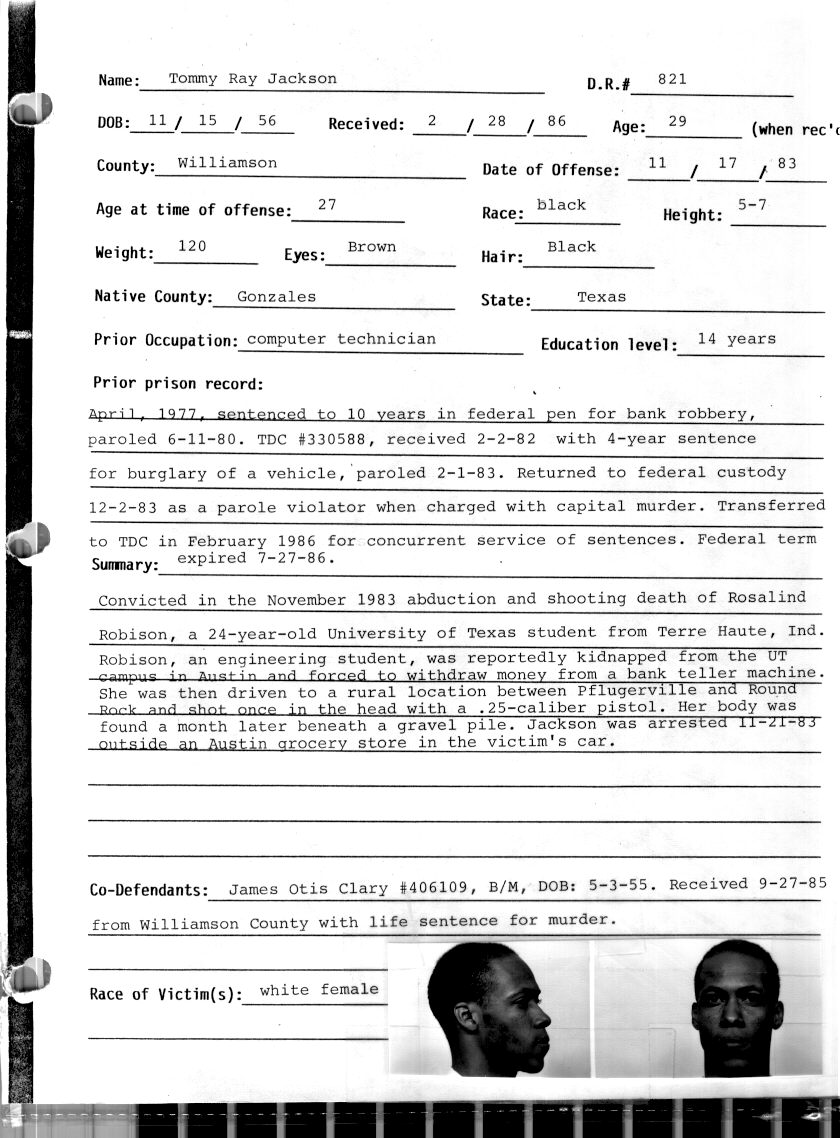 Name: Tommy Ray Jackson D.R.# 821
DOB: 11 / 15 / 56 Received: 2 / 28 / 86 Age: 29 (when rec'd
County: Williamson Date of Offense: 11 / 17 / 83
Age at time of offense: 27 Race: black Height: 5-7
Weight: 120 Eyes: Brown Hair: Black
Native County: Gonzales State: Texas
Prior Occupation: computer technician Education level: 14 years
Prior prison record:
April, 1977, sentenced to 10 years in federal pen for bank robbery,
paroled 6-11-80. TDC #330588, received 2-2-82 with 4-year sentence
for burglary of a vehicle, paroled 2-1-83. Returned to federal custody
12-2-83 as a parole violator when charged with capital murder. Transferred
to TDC in February 1986 for concurrent service of sentences. Federal term
Summary: expired 7-27-86.
Convicted in the November 1983 abduction and shooting death of Rosalind
Robison, a 24-year-old University of Texas student from Terre Haute, Ind.
Robison, an engineering student, was reportedly kidnapped from the UT
campus in Austin and forced to withdraw money from a bank teller machine.
She was then driven to a rural location between Pflugerville and Round
Rock and shot once in the head with a .25-caliber pistol. Her body was
found a month later beneath a gravel pile. Jackson was arrested 11-21-83
outside an Austin grocery store in the victim's car.
Co-Defendants: James Otis Clary #406109, B/M, DOB: 5-3-55. Received 9-27-85
from Williamson County with life sentence for murder.
Race of Victim(s): white female